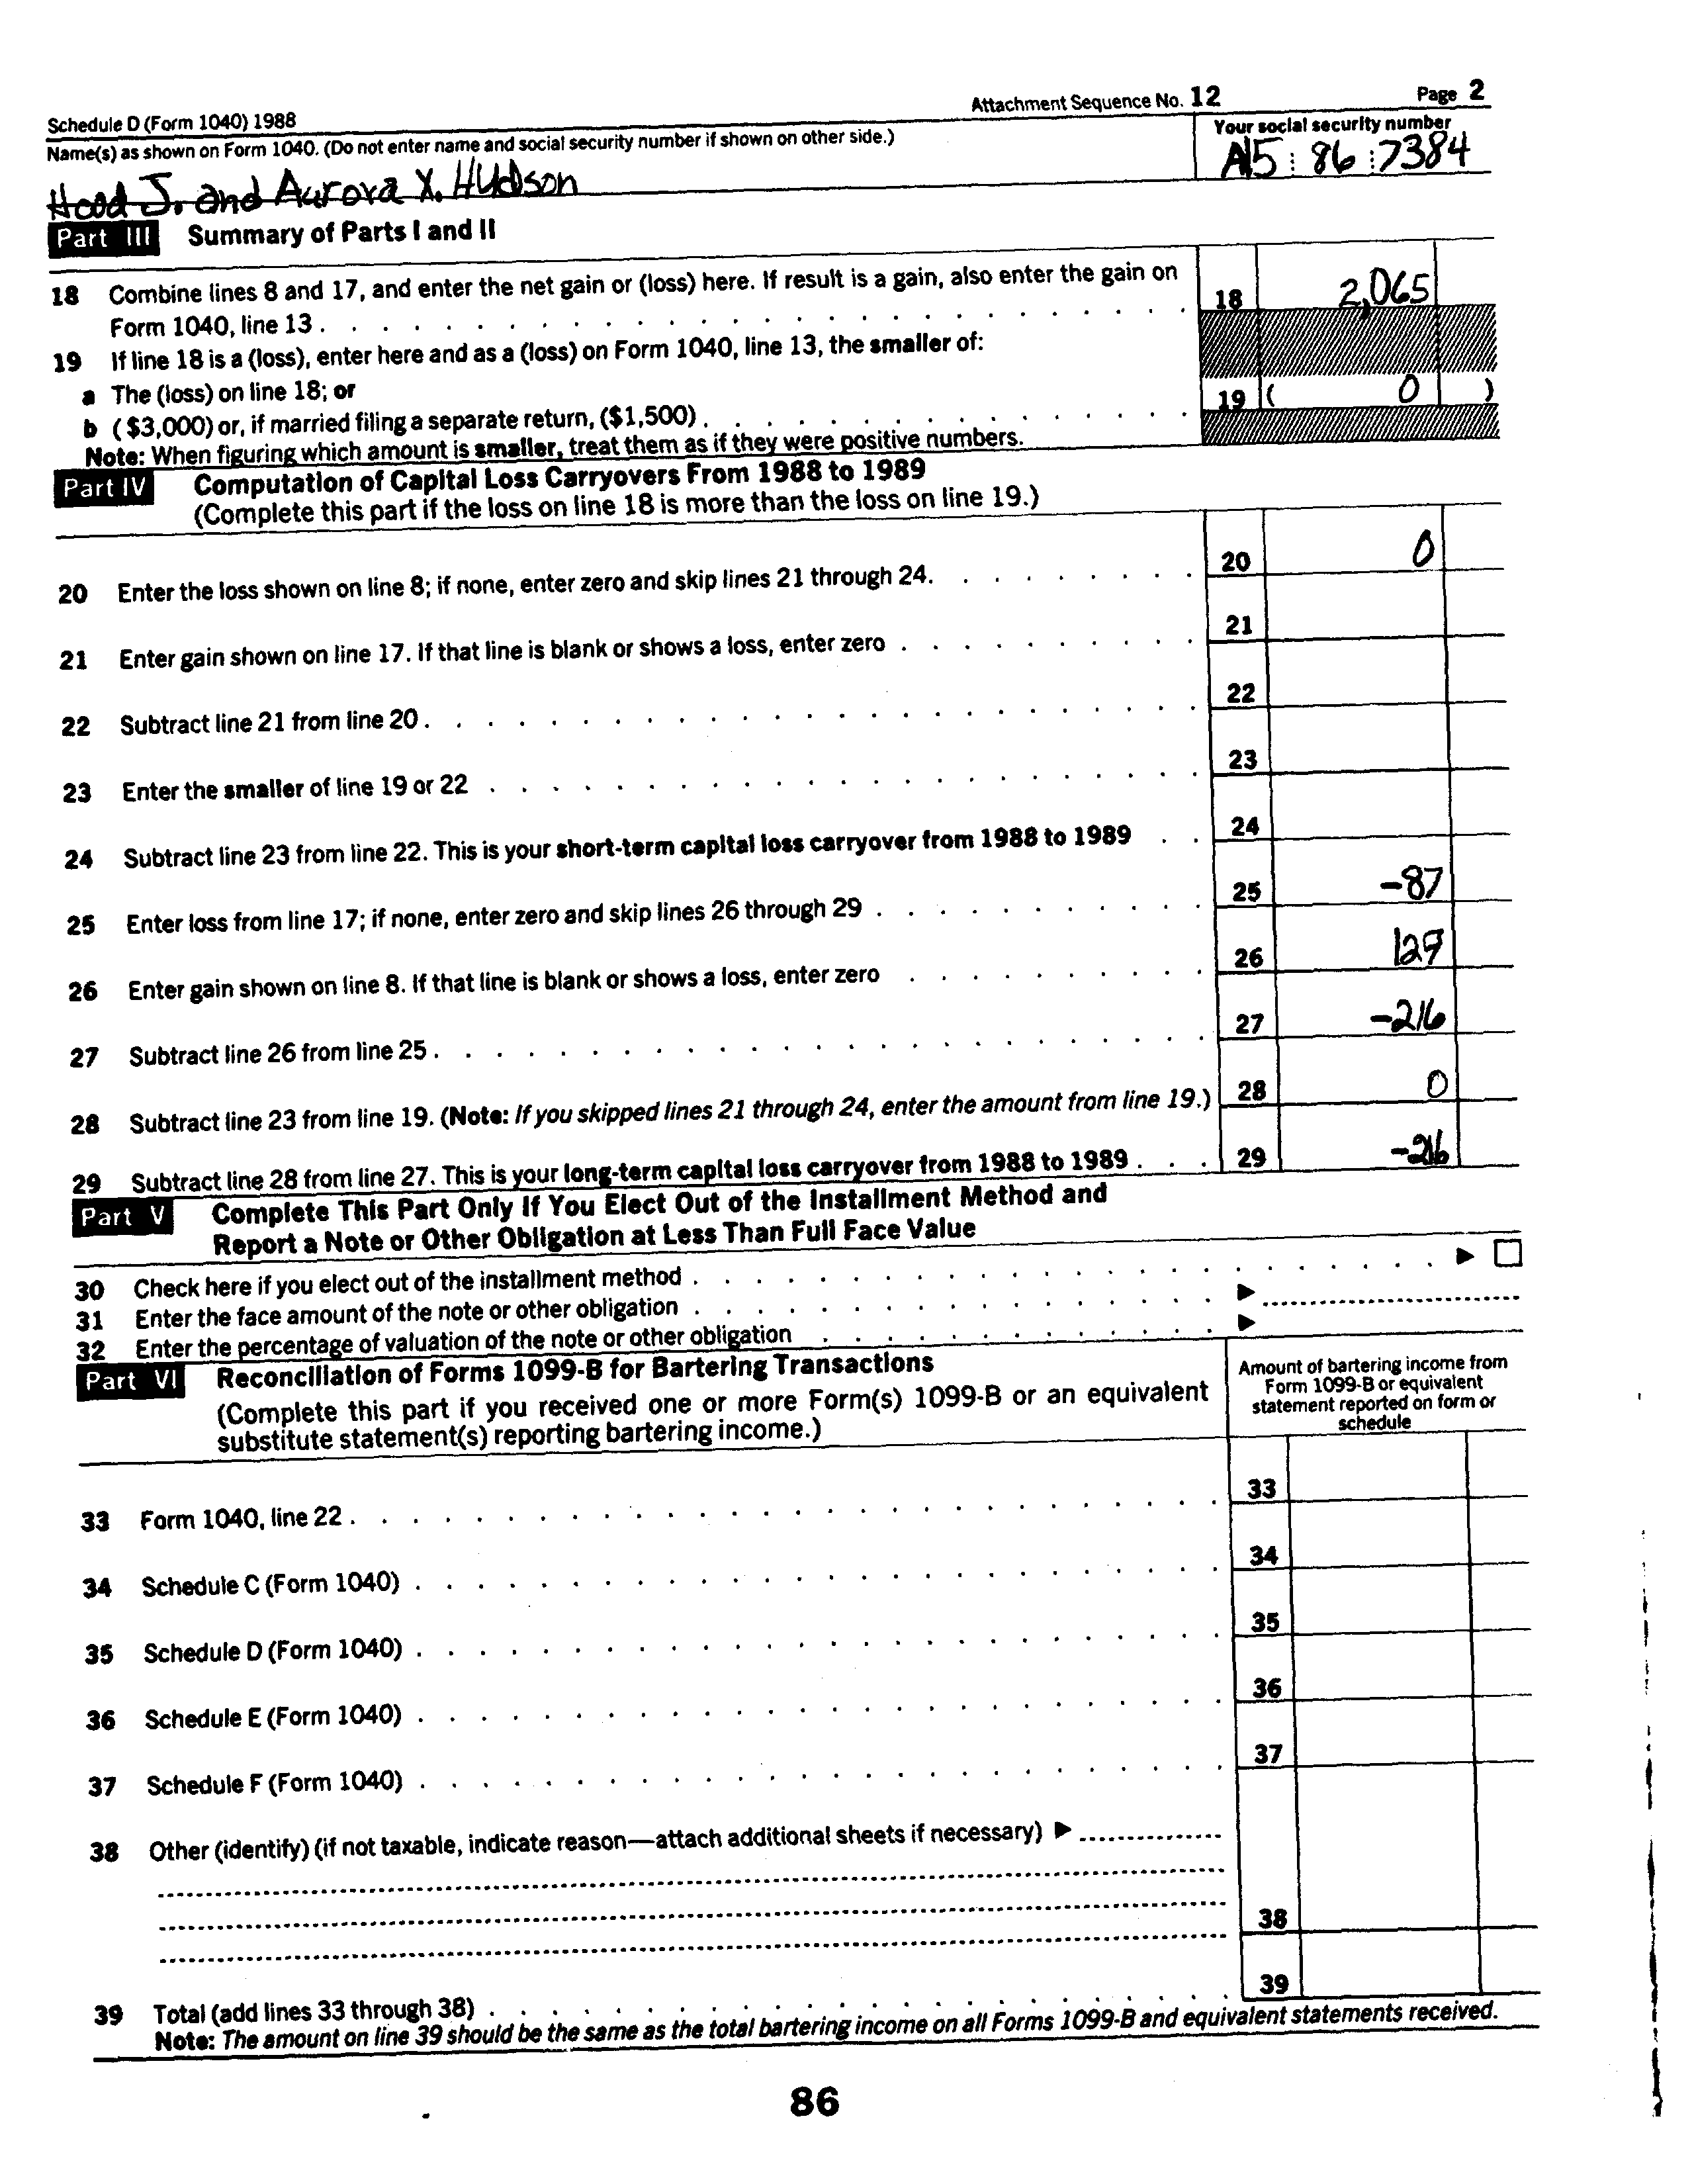 Schedule D (Form 1040) 1988 Attachment Sequence No. 12 Page 2
Name(s) as shown on Form 1040. (Do not enter name and social security number if shown on other side.) Your social security number
Hood J. and Aurora X. Hudson A15 86 7384
Part III Summary of Parts I and II
18 Combine lines 8 and 17, and enter the net gain or (loss) here. If result is a gain, also enter the gain on
Form 1040, line 13 . . . 18 2,065
19 If line 18 is a (loss), enter here and as a (loss) on Form 1040, line 13, the smaller of:
a The (loss) on line 18; or
b ($3,000) or, if married filing a separate return, ($1,500) . . . 19 ( 0 )
Note: When figuring which amount is smaller, treat them as if they were positive numbers.
Part IV Computation of Capital Loss Carryovers From 1988 to 1989
(Complete this part if the loss on line 18 is more than the loss on line 19.)
20 Enter the loss shown on line 8; if none, enter zero and skip lines 21 through 24. . . . 20 0
21 Enter gain shown on line 17. If that line is blank or shows a loss, enter zero . . . 21
22 Subtract line 21 from line 20 . . . 22
23 Enter the smaller of line 19 or 22 . . . 23
24 Subtract line 23 from line 22. This is your short-term capital loss carryover from 1988 to 1989 . . 24
25 Enter loss from line 17; if none, enter zero and skip lines 26 through 29 . . . 25 -87
26 Enter gain shown on line 8. If that line is blank or shows a loss, enter zero . . . 26
27 Subtract line 26 from line 25 . . . 27 -216
28 Subtract line 23 from line 19. (Note: If you skipped lines 21 through 24, enter the amount from line 19.) 28 0
29 Subtract line 28 from line 27. This is your long-term capital loss carryover from 1988 to 1989 . . . 29 -216
Part V Complete This Part Only If You Elect Out of the Installment Method and
Report a Note or Other Obligation at Less Than Full Face Value
30 Check here if you elect out of the installment method . . . ▶ ☐
31 Enter the face amount of the note or other obligation . . . ▶
32 Enter the percentage of valuation of the note or other obligation . . . ▶
Part VI Reconciliation of Forms 1099-B for Bartering Transactions
(Complete this part if you received one or more Form(s) 1099-B or an equivalent
substitute statement(s) reporting bartering income.)
Amount of bartering income from
Form 1099-B or equivalent
statement reported on form or
schedule
33 Form 1040, line 22 . . . 33
34 Schedule C (Form 1040) . . . 34
35 Schedule D (Form 1040) . . . 35
36 Schedule E (Form 1040) . . . 36
37 Schedule F (Form 1040) . . . 37
38 Other (identify) (if not taxable, indicate reason—attach additional sheets if necessary) ▶
38
39 Total (add lines 33 through 38) . . . 39
Note: The amount on line 39 should be the same as the total bartering income on all Forms 1099-B and equivalent statements received.
86